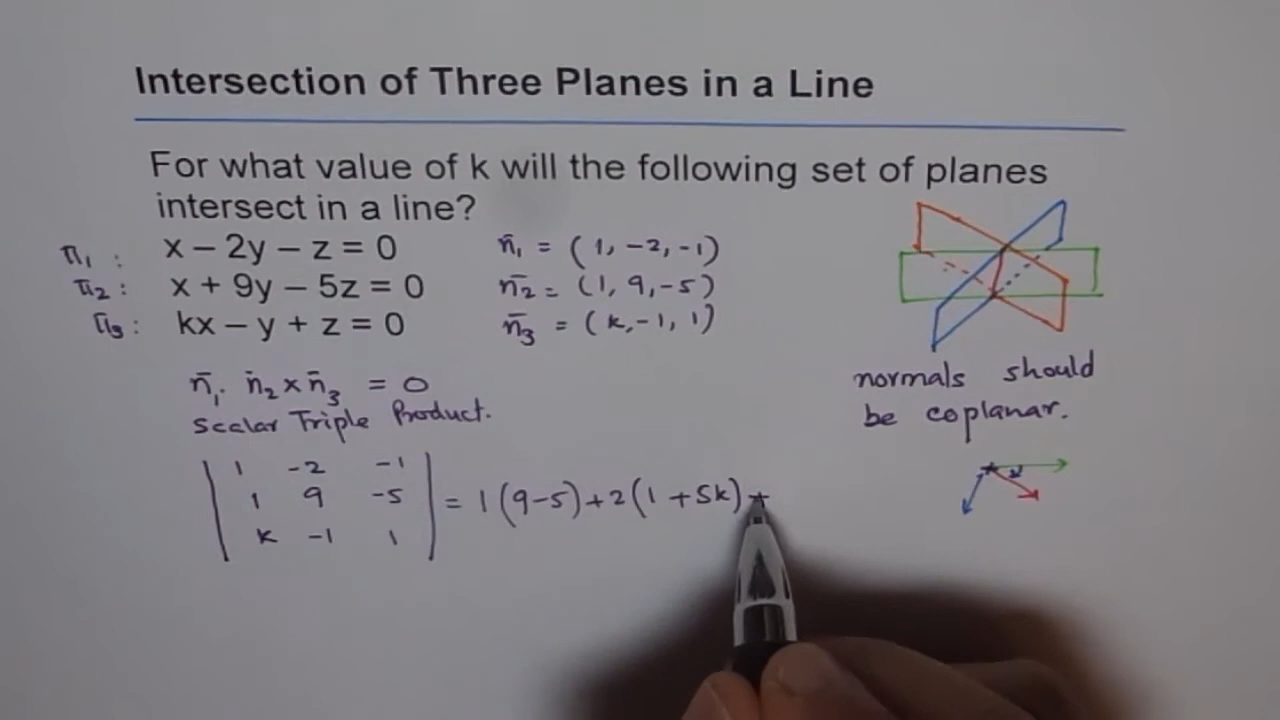 Intersection of Three Planes in a Line
For what value of k will the following set of planes
intersect in a line?
π₁ : x – 2y – z = 0 n̄₁ = (1, -2, -1)
π₂ : x + 9y – 5z = 0 n̄₂ = (1, 9, -5)
π₃ : kx – y + z = 0 n̄₃ = (k, -1, 1)
n̄₁ · n̄₂ × n̄₃ = 0
Scalar Triple Product.
normals should
be coplanar.
| 1 -2 -1 |
| 1 9 -5 | = 1(9-5)+2(1+5k)+
| k -1 1 |